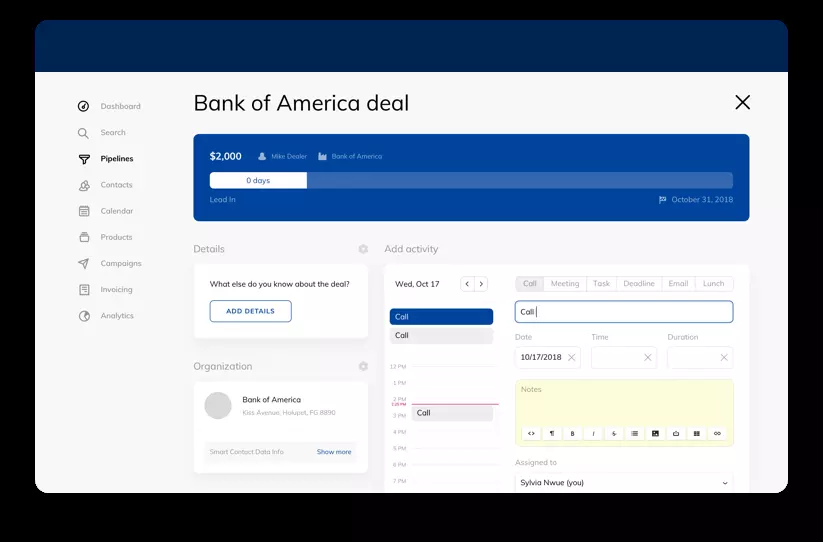 Bank of America deal
Dashboard
Search
Pipelines
Contacts
Calendar
Products
Campaigns
Invoicing
Analytics
$2,000 Mike Dealer Bank of America
0 days
Lead In October 31, 2018
Details
What else do you know about the deal?
ADD DETAILS
Organization
Bank of America
Kiss Avenue, Holupet, FG 8890
Smart Contact Data Info Show more
Add activity
Wed, Oct 17
Call
Call
12 PM
1 PM
2 PM
Call
3 PM
4 PM
5 PM
6 PM
7 PM
Call Meeting Task Deadline Email Lunch
Call
Date Time Duration
10/17/2018
Notes
<> ¶ B I S
Assigned to
Sylvia Nwue (you)